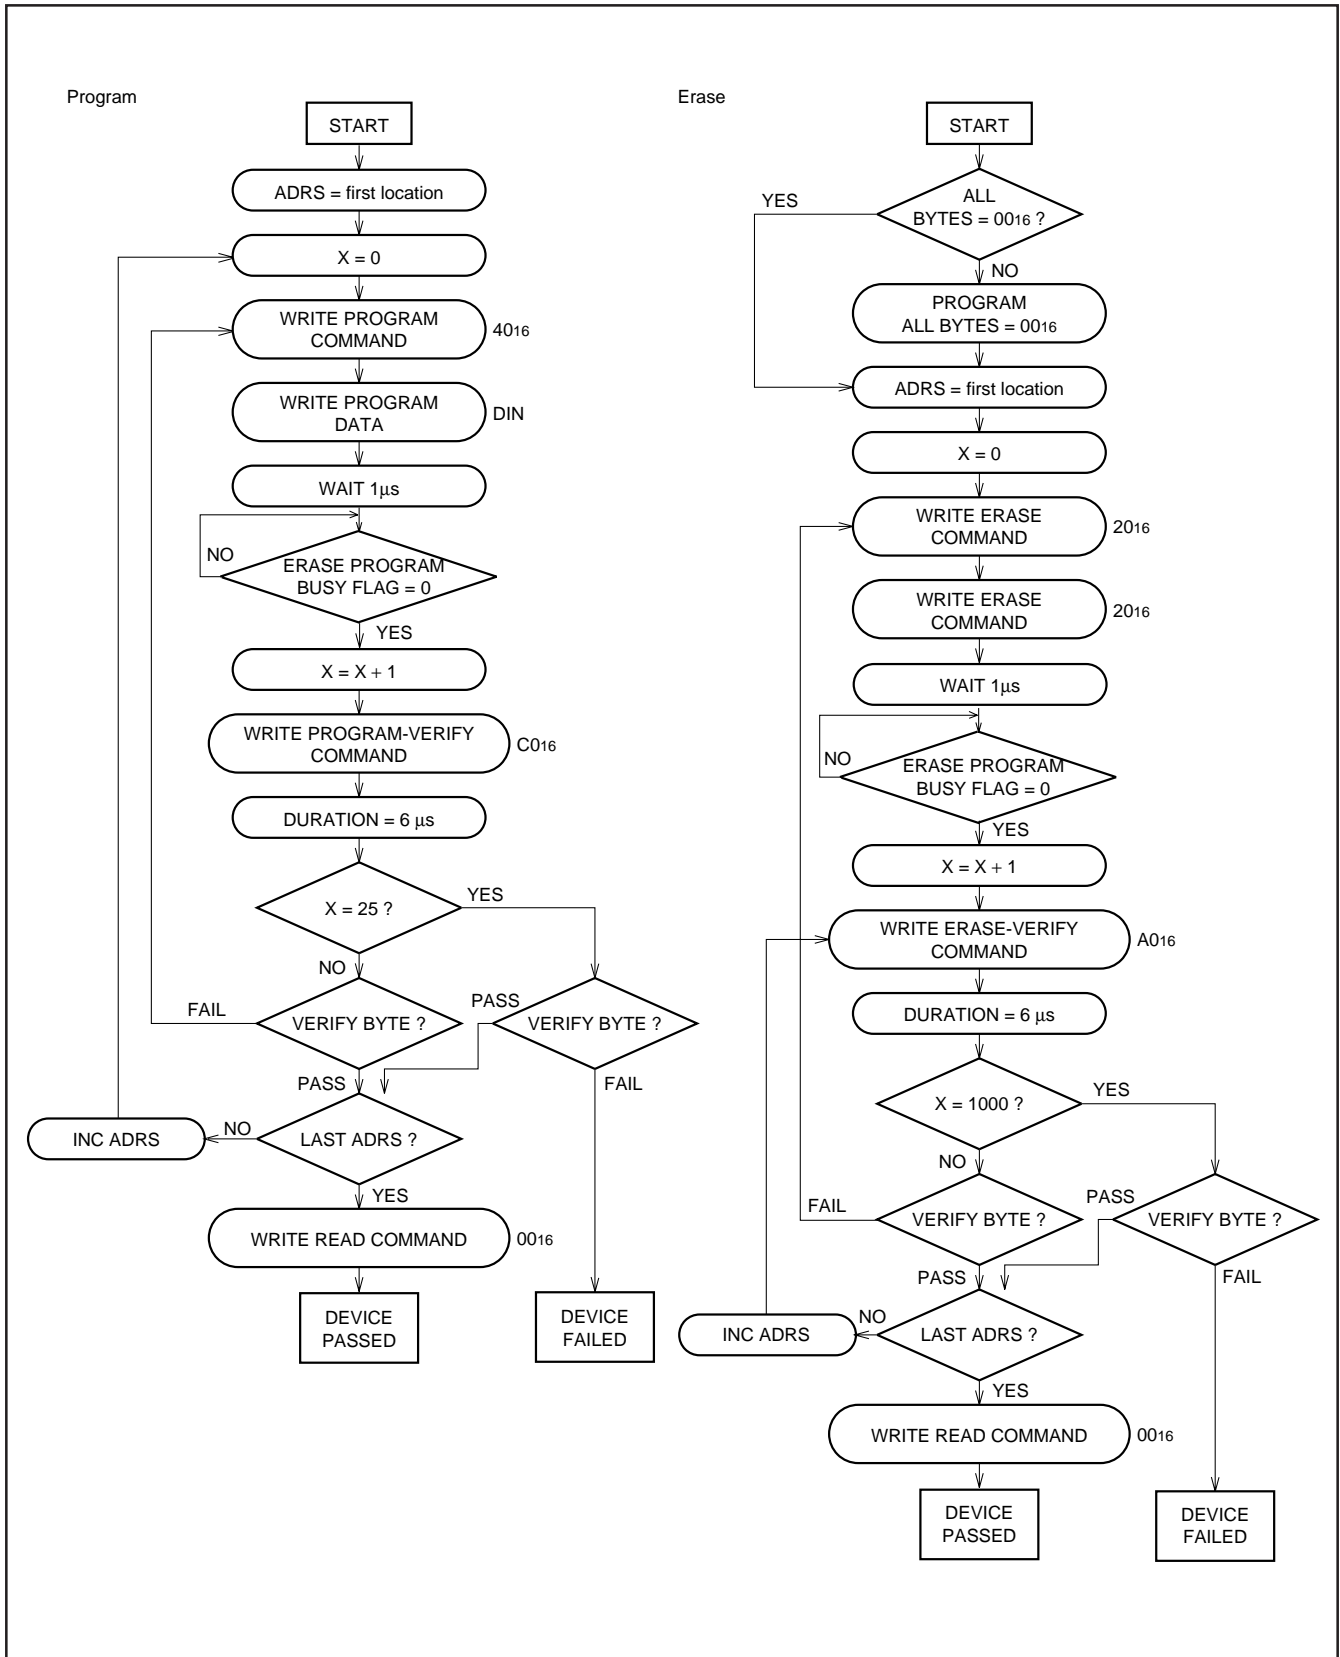 Program
START
ADRS = first location
X = 0
WRITE PROGRAM
COMMAND
4016
WRITE PROGRAM
DATA
DIN
WAIT 1µs
NO
ERASE PROGRAM
BUSY FLAG = 0
YES
X = X + 1
WRITE PROGRAM-VERIFY
COMMAND
C016
DURATION = 6 µs
X = 25 ?
YES
NO
FAIL
VERIFY BYTE ?
PASS
VERIFY BYTE ?
PASS
FAIL
INC ADRS
NO
LAST ADRS ?
YES
WRITE READ COMMAND
0016
DEVICE
PASSED
DEVICE
FAILED
Erase
START
YES
ALL
BYTES = 0016 ?
NO
PROGRAM
ALL BYTES = 0016
ADRS = first location
X = 0
WRITE ERASE
COMMAND
2016
WRITE ERASE
COMMAND
2016
WAIT 1µs
NO
ERASE PROGRAM
BUSY FLAG = 0
YES
X = X + 1
WRITE ERASE-VERIFY
COMMAND
A016
DURATION = 6 µs
X = 1000 ?
YES
NO
FAIL
VERIFY BYTE ?
PASS
VERIFY BYTE ?
PASS
FAIL
INC ADRS
NO
LAST ADRS ?
YES
WRITE READ COMMAND
0016
DEVICE
PASSED
DEVICE
FAILED